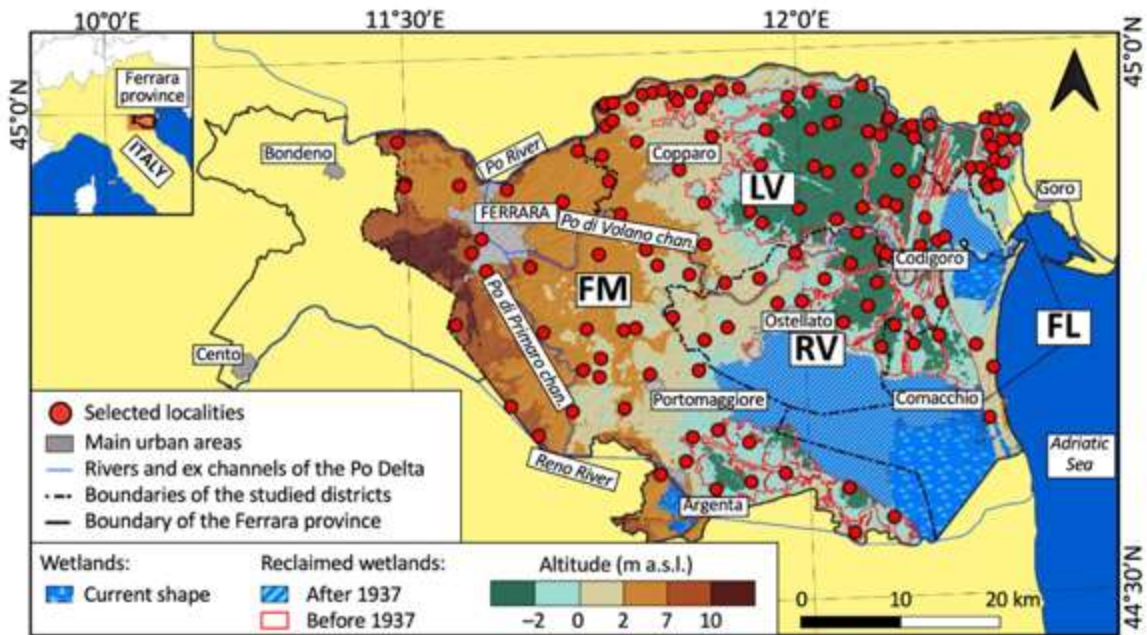 10°0'E
11°30'E
12°0'E
45°0'N
45°0'N
Ferrara
province
ITALY
Bondeno
Po River
Copparo
LV
Goro
FERRARA
Po di Volano chan.
Codigoro
FM
Po di Primaro chan.
Ostellato
RV
FL
Cento
Portomaggiore
Comacchio
Adriatic
Sea
Reno River
Argenta
Selected localities
Main urban areas
Rivers and ex channels of the Po Delta
Boundaries of the studied districts
Boundary of the Ferrara province
Wetlands:
Current shape
Reclaimed wetlands:
After 1937
Before 1937
Altitude (m a.s.l.)
−2 0 2 7 10
0 10 20 km
44°30'N